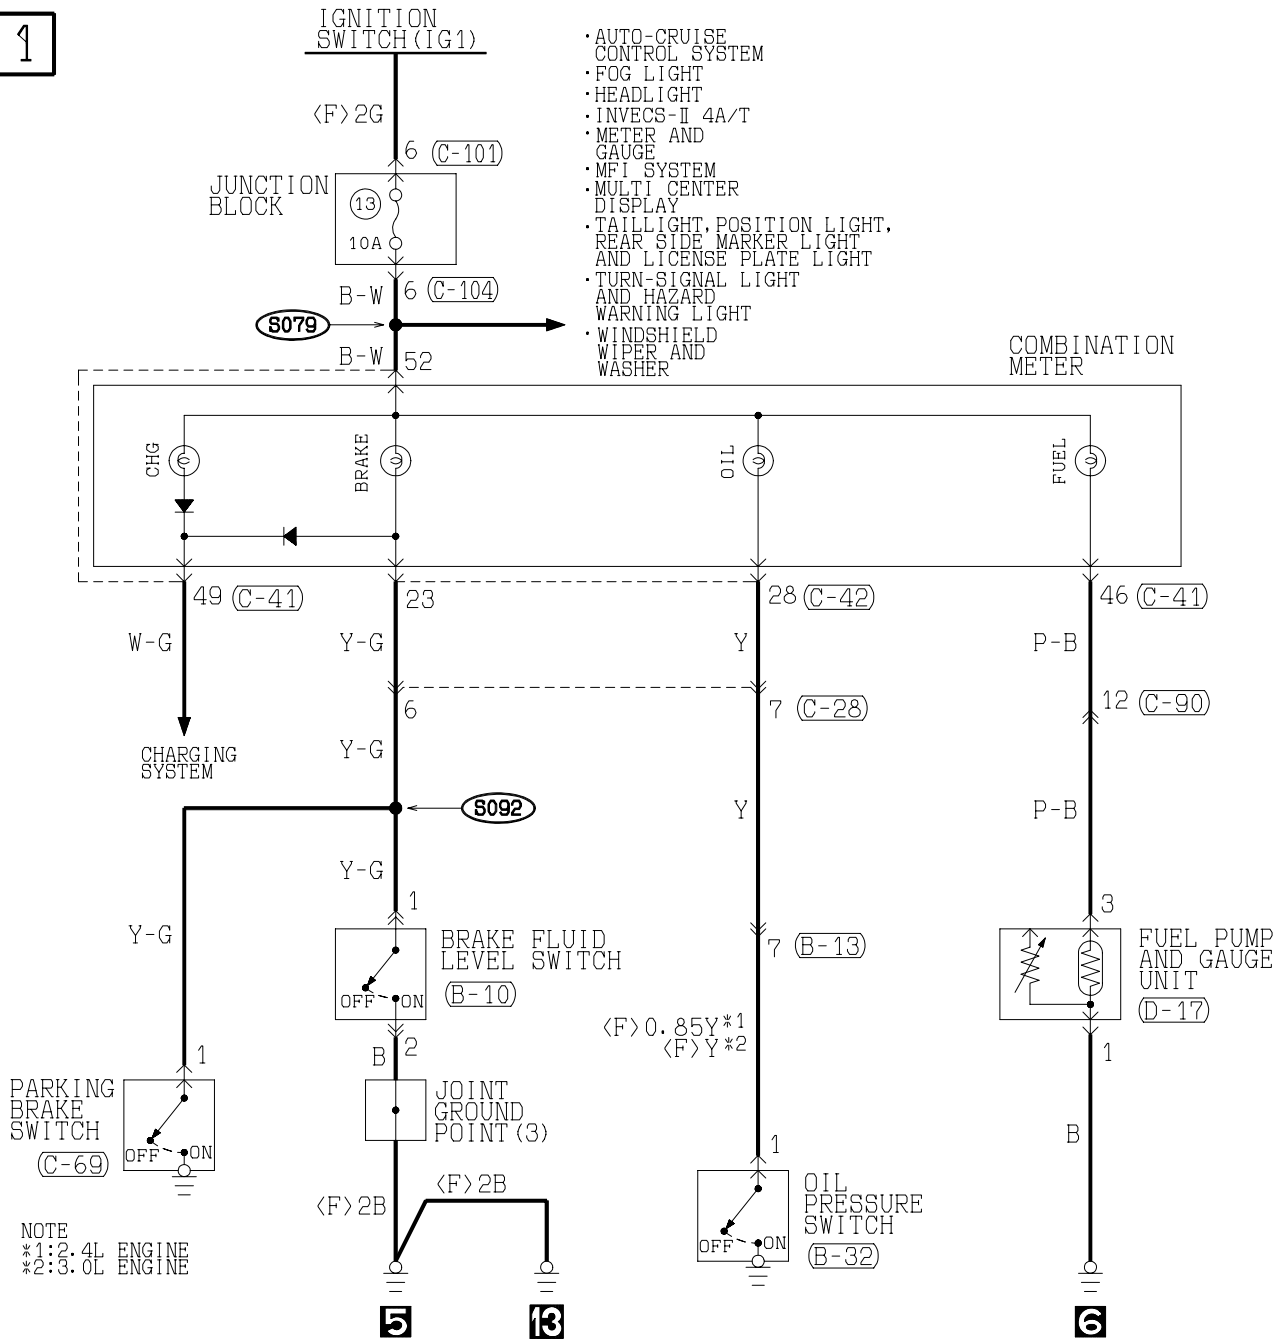 1
IGNITION
SWITCH(IG1)
<F>2G
6 (C-101)
JUNCTION
BLOCK
13
10A
B-W
6 (C-104)
S079
B-W
52
・AUTO-CRUISE
CONTROL SYSTEM
・FOG LIGHT
・HEADLIGHT
・INVECS-Ⅱ 4A/T
・METER AND
GAUGE
・MFI SYSTEM
・MULTI CENTER
DISPLAY
・TAILLIGHT, POSITION LIGHT,
REAR SIDE MARKER LIGHT
AND LICENSE PLATE LIGHT
・TURN-SIGNAL LIGHT
AND HAZARD
WARNING LIGHT
・WINDSHIELD
WIPER AND
WASHER
COMBINATION
METER
CHG
BRAKE
OIL
FUEL
49 (C-41)
23
28 (C-42)
46 (C-41)
W-G
Y-G
Y
P-B
6
7 (C-28)
12 (C-90)
CHARGING
SYSTEM
Y-G
S092
Y
P-B
Y-G
Y-G
1
BRAKE FLUID
LEVEL SWITCH
(B-10)
OFF
ON
7 (B-13)
3
FUEL PUMP
AND GAUGE
UNIT
(D-17)
<F>0.85Y*1
<F>Y*2
B
2
1
1
PARKING
BRAKE
SWITCH
(C-69)
OFF
ON
JOINT
GROUND
POINT(3)
B
1
<F>2B
<F>2B
OIL
PRESSURE
SWITCH
(B-32)
OFF
ON
NOTE
*1:2.4L ENGINE
*2:3.0L ENGINE
5
13
6